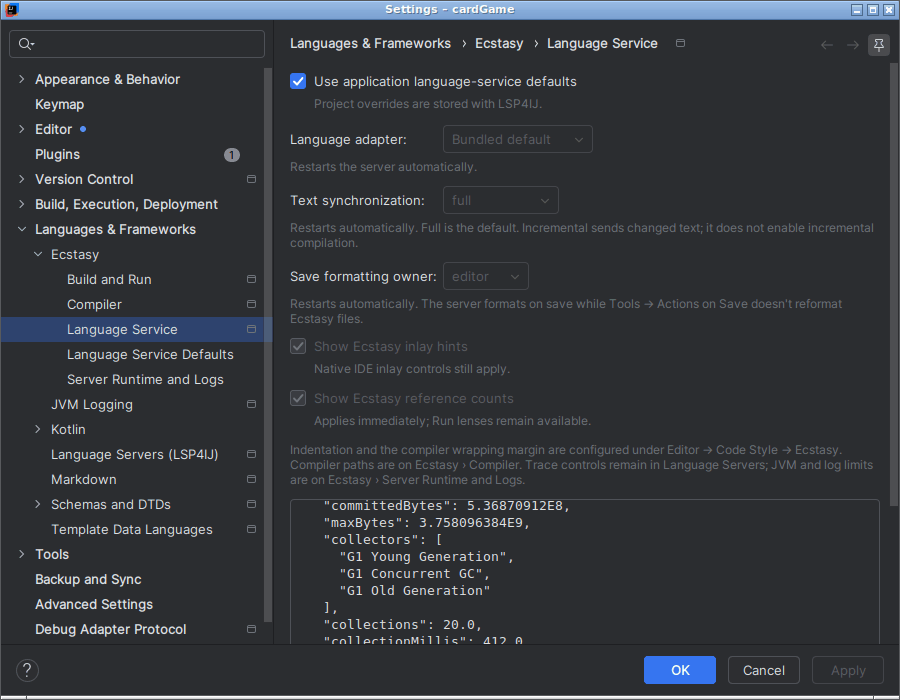 Settings – cardGame
Appearance & Behavior
Keymap
Editor
Plugins 1
Version Control
Build, Execution, Deployment
Languages & Frameworks
Ecstasy
Build and Run
Compiler
Language Service
Language Service Defaults
Server Runtime and Logs
JVM Logging
Kotlin
Language Servers (LSP4IJ)
Markdown
Schemas and DTDs
Template Data Languages
Tools
Backup and Sync
Advanced Settings
Debug Adapter Protocol
Languages & Frameworks › Ecstasy › Language Service
Use application language-service defaults
Project overrides are stored with LSP4IJ.
Language adapter: Bundled default
Restarts the server automatically.
Text synchronization: full
Restarts automatically. Full is the default. Incremental sends changed text; it does not enable incremental
compilation.
Save formatting owner: editor
Restarts automatically. The server formats on save while Tools → Actions on Save doesn't reformat
Ecstasy files.
Show Ecstasy inlay hints
Native IDE inlay controls still apply.
Show Ecstasy reference counts
Applies immediately; Run lenses remain available.
Indentation and the compiler wrapping margin are configured under Editor → Code Style → Ecstasy.
Compiler paths are on Ecstasy › Compiler. Trace controls remain in Language Servers; JVM and log limits
are on Ecstasy › Server Runtime and Logs.
"committedBytes": 5.36870912E8,
"maxBytes": 3.758096384E9,
"collectors": [
"G1 Young Generation",
"G1 Concurrent GC",
"G1 Old Generation"
],
"collections": 20.0,
"collectionMillis": 412.0
?
OK
Cancel
Apply